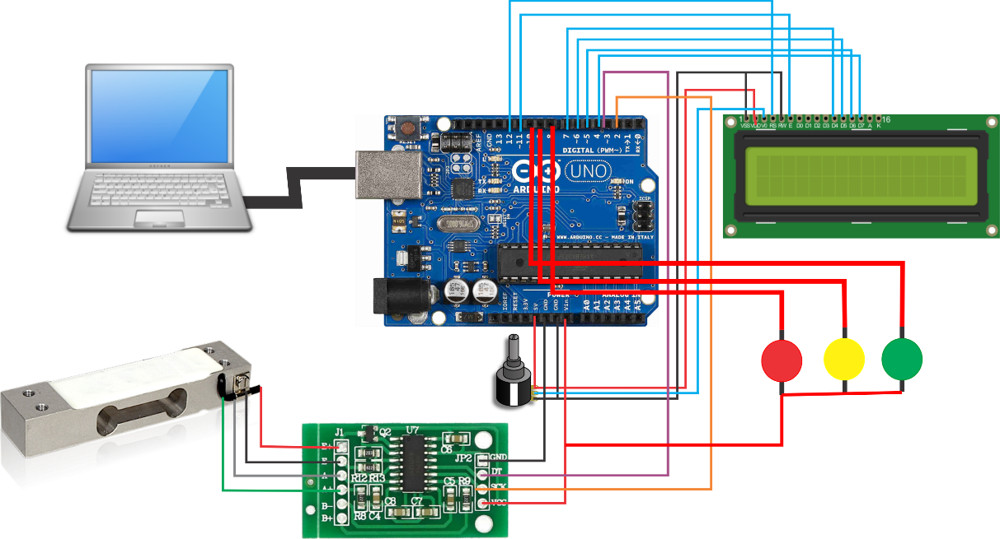 1 16
VSS VDD V0 RS RW E D0 D1 D2 D3 D4 D5 D6 D7 A K
RESET
AREF
GND
13
12
~11
10
8
7
~6
~5
4
~3
2
TX→1
RX←0
DIGITAL (PWM~)
TX
RX
ARDUINO
UNO
ON
ICSP
WWW.ARDUINO.CC - MADE IN ITALY
IOREF
RESET
3.3V
5V
GND
GND
Vin
POWER
ANALOG IN
A0
A1
A2
A3
A4
A5
J1
Q2
U7
C6
JP2
GND
DT
SCK
VCC
E+
A+
B-
B+
R12 R13
R8 C4
C8
C7
C5 R9